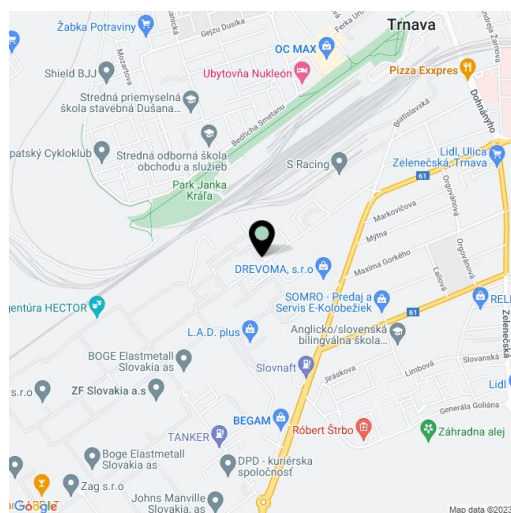 Žabka Potraviny
Gejzu Dusíka
Mozartova
OC MAX
Trnava
Shield BJJ
Ubytovňa Nukleón
Pizza Exxpres
Dohnányho
Stredná priemyselná
škola stavebná Dušana...
Bedřicha Smetanu
Bratislavská
Lidl, Ulica
Zelenečská, Trnava
patský Cykloklub
Stredná odborná škola
obchodu a služieb
S Racing
61
Park Janka
Kráľa
Markovičova
Orgovánová
Mýtna
DREVOMA, s.r.o
Maxima Gorkého
Ľaliová
Orgovánová
gentúra HECTOR
SOMRO - Predaj a
Servis E-Kolobežiek
RELI
Zelenečská
61
L.A.D. plus
Anglicko/slovenská
bilingválna škola...
BOGE Elastmetall
Slovakia as
Slovnaft
Slovanská
Jiráskova
Limbová
s.r.o
ZF Slovakia a.s
Lidl
Generála Goliána
BEGAM
TANKER
Róbert Štrbo
Záhradna alej
Boge Elastmetall
Slovakia as
DPD - kuriérska
spoločnosť
Zag s.r.o
Johns Manville
Slovakia, as
Google
Map data ©2023